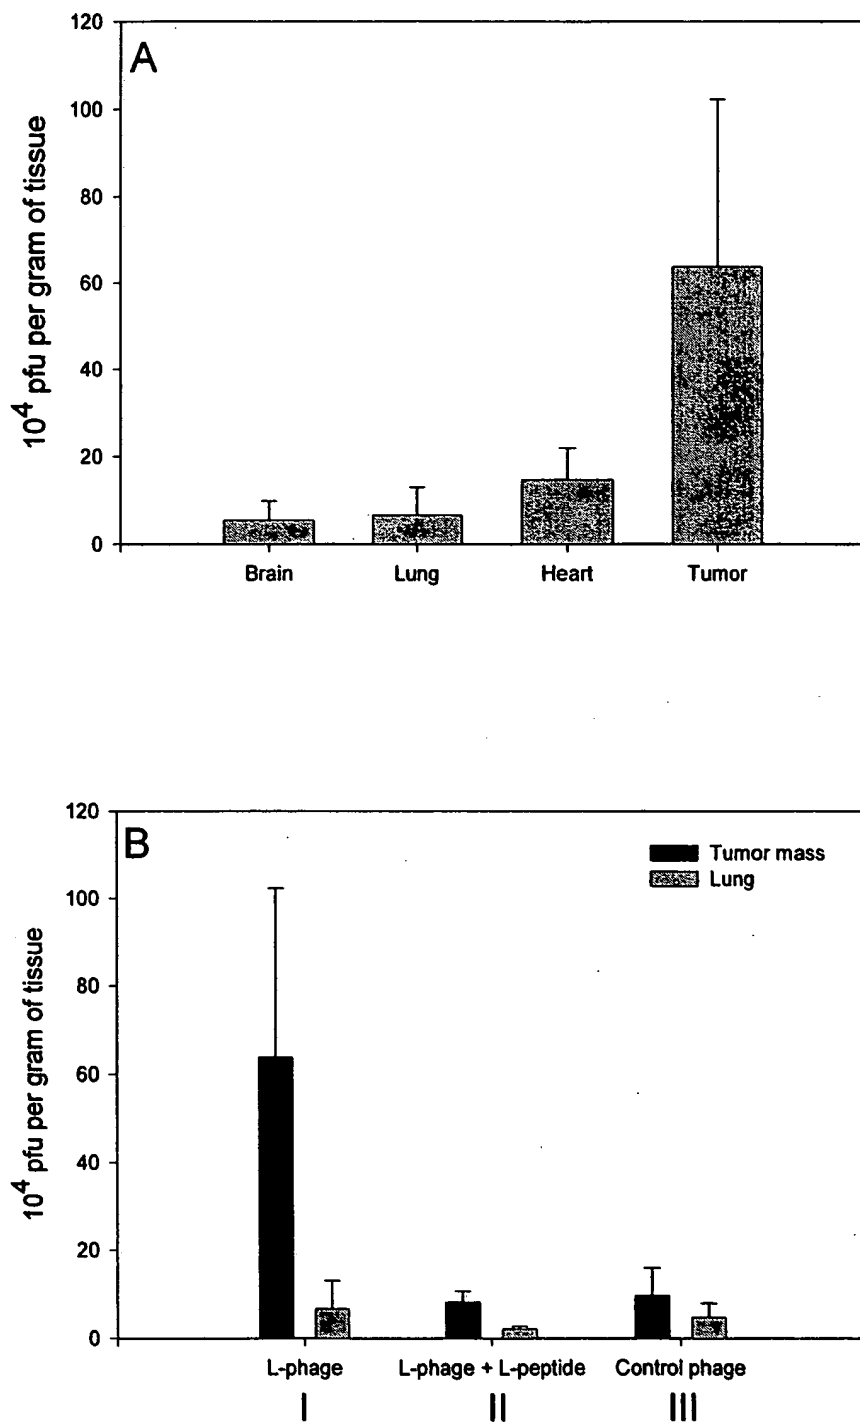 A
10⁴ pfu per gram of tissue
120
100
80
60
40
20
0
Brain Lung Heart Tumor
B
10⁴ pfu per gram of tissue
120
100
80
60
40
20
0
Tumor mass
Lung
L-phage L-phage + L-peptide Control phage
I II III